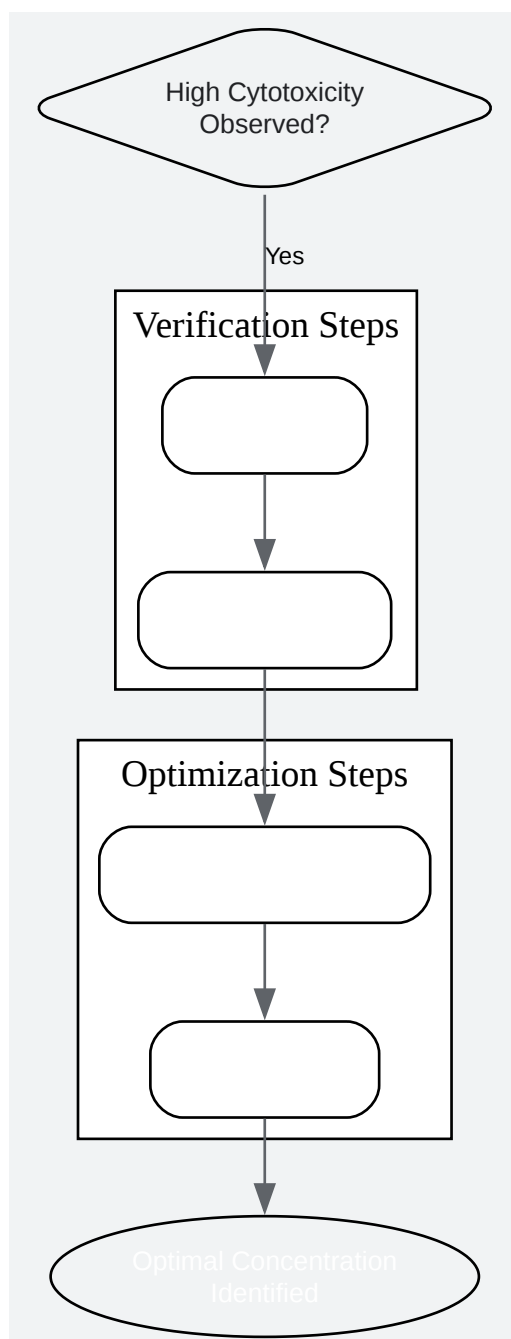 High Cytotoxicity
Observed?
Yes
Verification Steps
Optimization Steps
Optimal Concentration
Identified